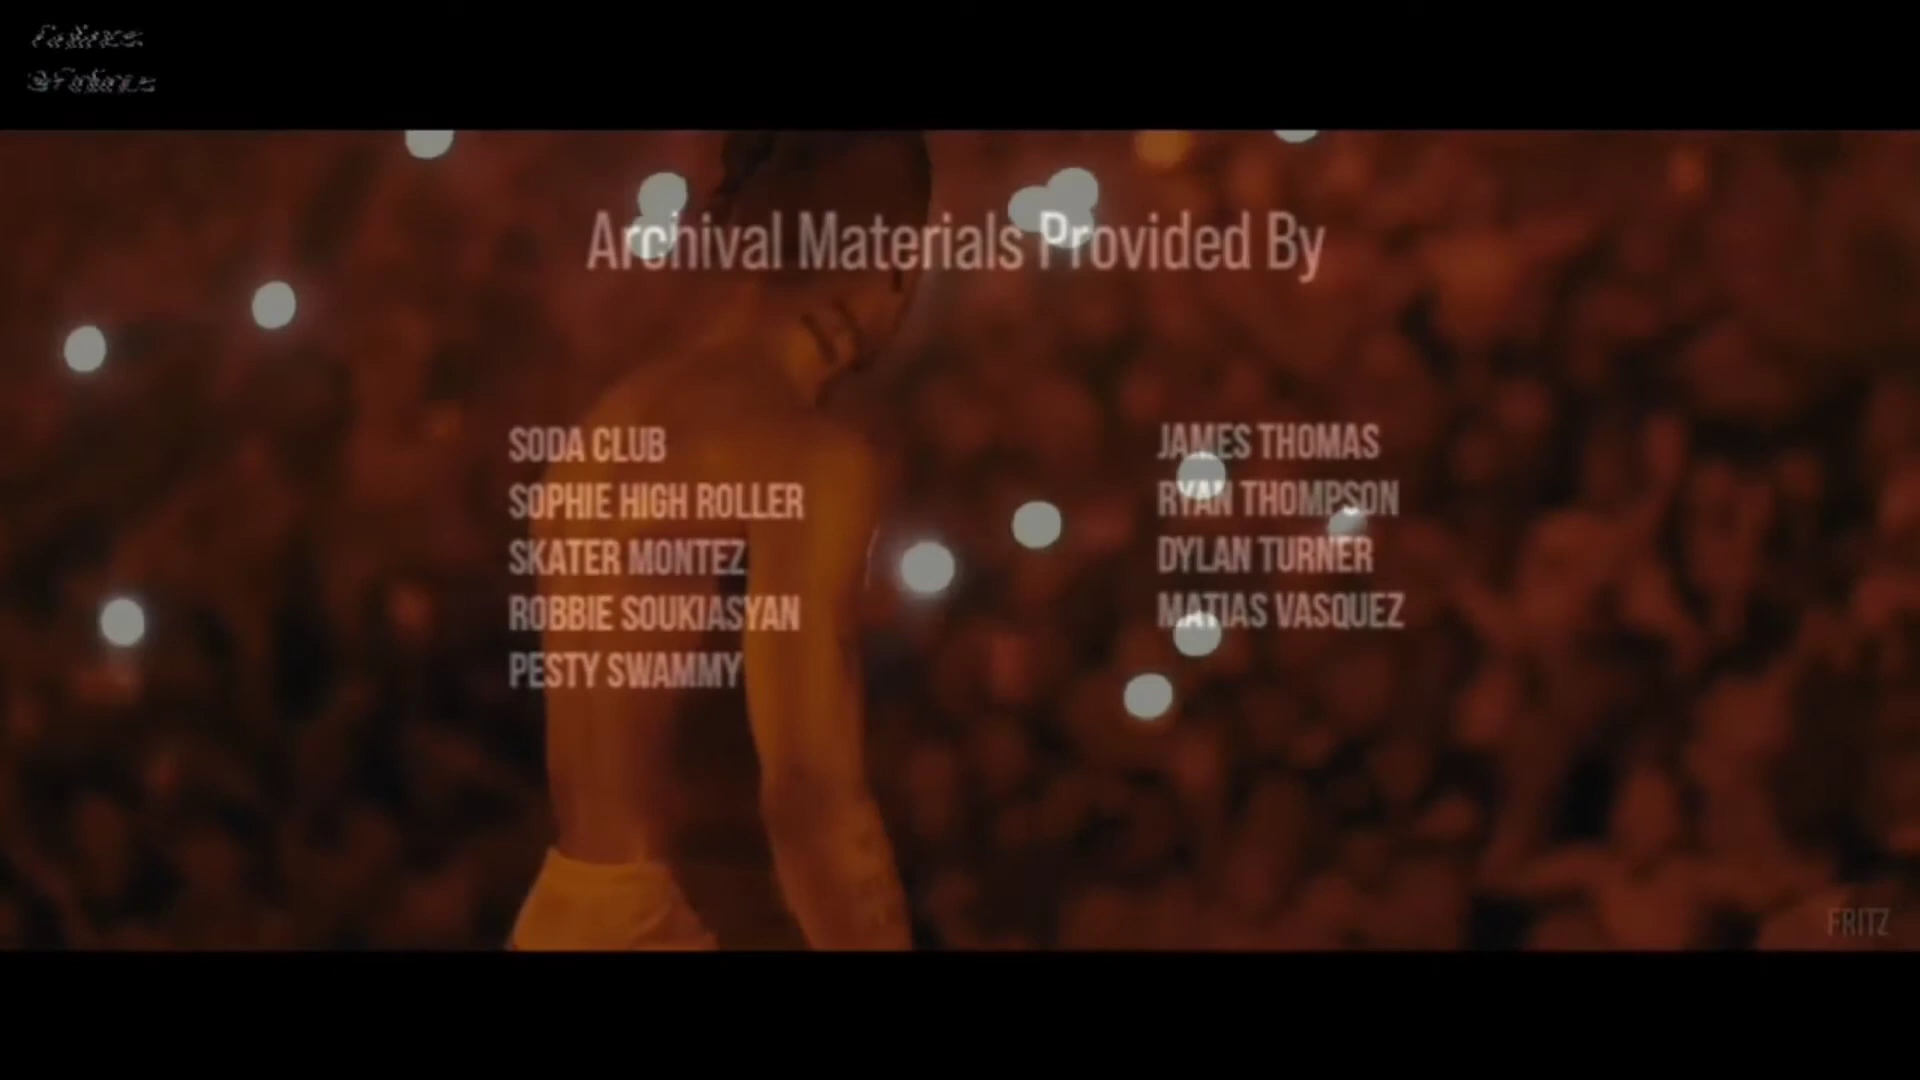 Archival Materials Provided By
SODA CLUB
SOPHIE HIGH ROLLER
SKATER MONTEZ
ROBBIE SOUKIASYAN
PESTY SWAMMY
JAMES THOMAS
RYAN THOMPSON
DYLAN TURNER
MATIAS VASQUEZ
FRITZ